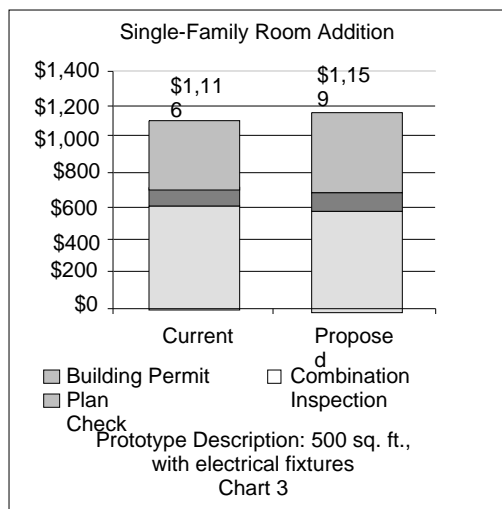 Single-Family Room Addition
$1,400
$1,200
$1,000
$800
$600
$400
$200
$0
$1,11
6
$1,15
9
Current
Propose
d
Building Permit
Combination
Inspection
Plan
Check
Prototype Description: 500 sq. ft.,
with electrical fixtures
Chart 3